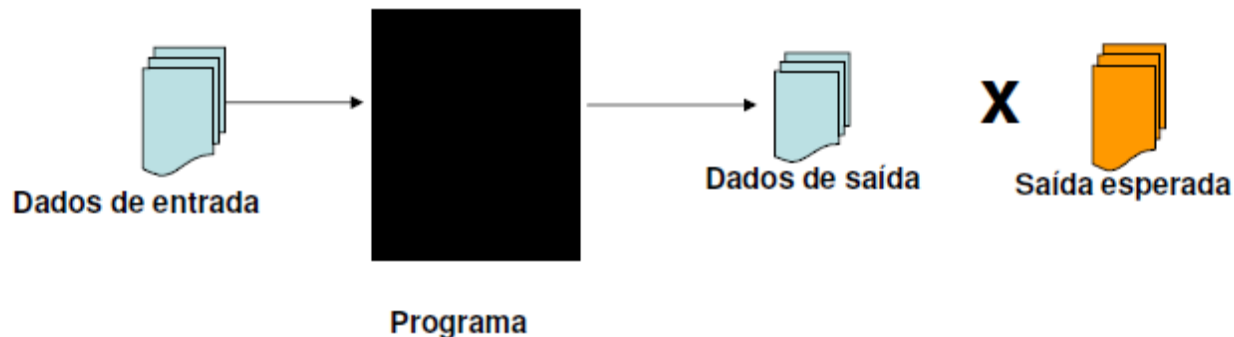 Dados de entrada
Programa
Dados de saída
X
Saída esperada